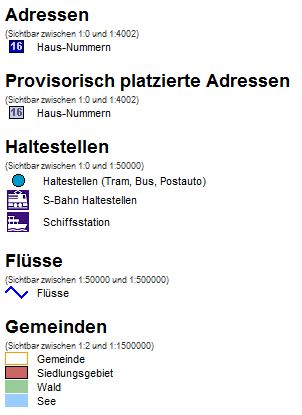 Adressen
(Sichtbar zwischen 1:0 und 1:4002)
16 Haus-Nummern
Provisorisch platzierte Adressen
(Sichtbar zwischen 1:0 und 1:4002)
16 Haus-Nummern
Haltestellen
(Sichtbar zwischen 1:0 und 1:50000)
Haltestellen (Tram, Bus, Postauto)
S-Bahn Haltestellen
Schiffsstation
Flüsse
(Sichtbar zwischen 1:50000 und 1:500000)
Flüsse
Gemeinden
(Sichtbar zwischen 1:2 und 1:1500000)
Gemeinde
Siedlungsgebiet
Wald
See